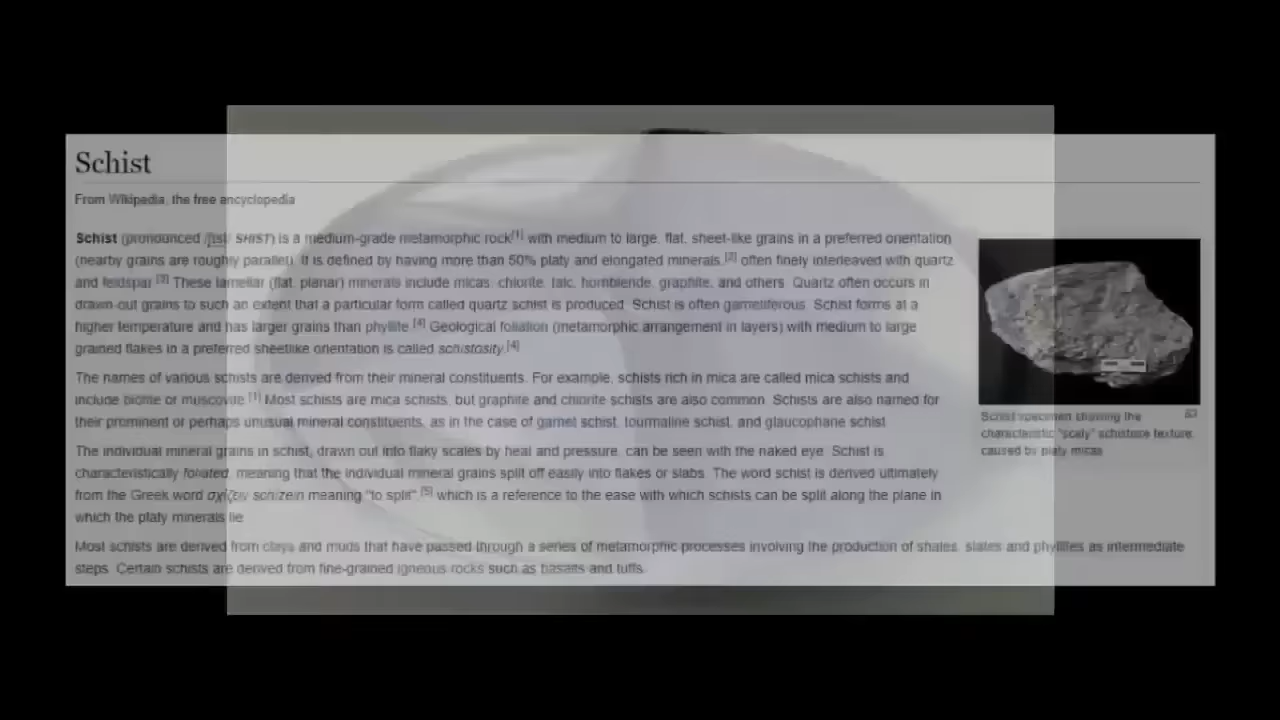 Schist
From Wikipedia, the free encyclopedia
Schist (pronounced /ʃɪst/ SHIST) is a medium-grade metamorphic rock[1] with medium to large, flat, sheet-like grains in a preferred orientation
(nearby grains are roughly parallel). It is defined by having more than 50% platy and elongated minerals,[2] often finely interleaved with quartz
and feldspar.[3] These lamellar (flat, planar) minerals include micas, chlorite, talc, hornblende, graphite, and others. Quartz often occurs in
drawn-out grains to such an extent that a particular form called quartz schist is produced. Schist is often garnetiferous. Schist forms at a
higher temperature and has larger grains than phyllite.[4] Geological foliation (metamorphic arrangement in layers) with medium to large
grained flakes in a preferred sheetlike orientation is called schistosity.[4]
The names of various schists are derived from their mineral constituents. For example, schists rich in mica are called mica schists and
include biotite or muscovite.[1] Most schists are mica schists, but graphite and chlorite schists are also common. Schists are also named for
their prominent or perhaps unusual mineral constituents, as in the case of garnet schist, tourmaline schist, and glaucophane schist.
The individual mineral grains in schist, drawn out into flaky scales by heat and pressure, can be seen with the naked eye. Schist is
characteristically foliated, meaning that the individual mineral grains split off easily into flakes or slabs. The word schist is derived ultimately
from the Greek word σχίζειν schízein meaning "to split",[5] which is a reference to the ease with which schists can be split along the plane in
which the platy minerals lie.
Most schists are derived from clays and muds that have passed through a series of metamorphic processes involving the production of shales, slates and phyllites as intermediate
steps. Certain schists are derived from fine-grained igneous rocks such as basalts and tuffs.
Schist specimen showing the
characteristic "scaly" schistose texture,
caused by platy micas